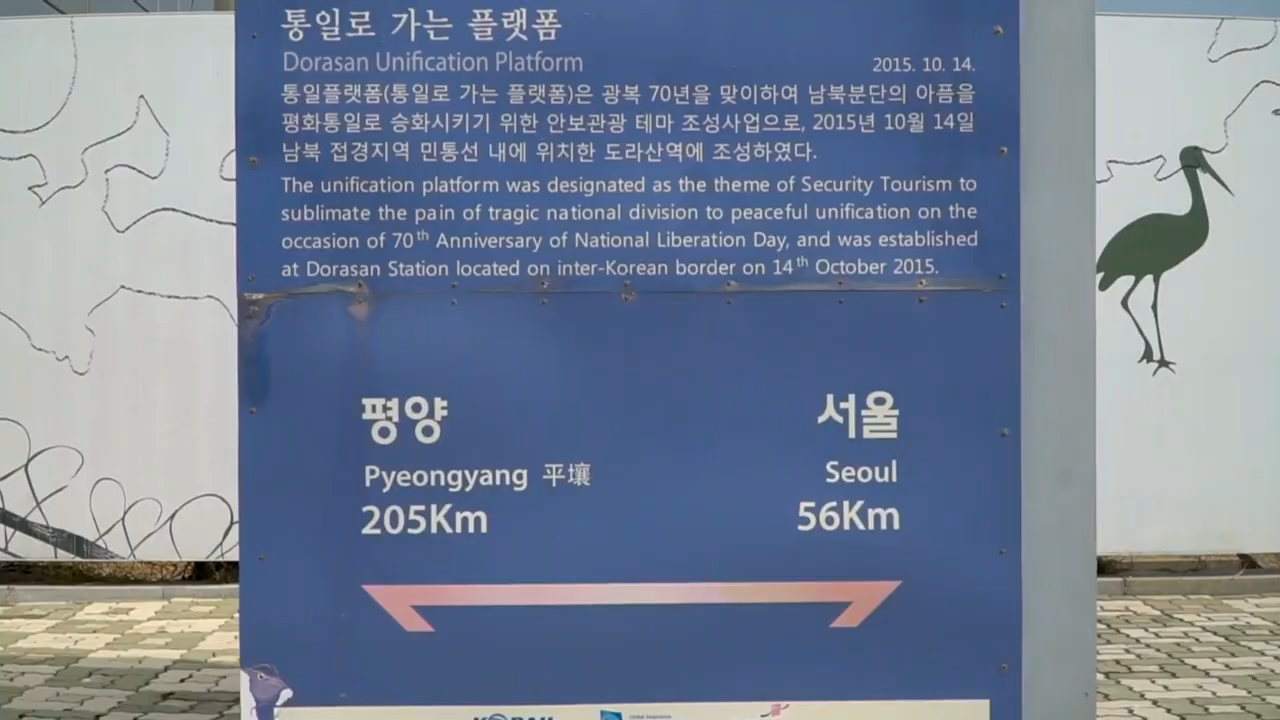 통일로 가는 플랫폼
Dorasan Unification Platform
2015. 10. 14.
통일플랫폼(통일로 가는 플랫폼)은 광복 70년을 맞이하여 남북분단의 아픔을
평화통일로 승화시키기 위한 안보관광 테마 조성사업으로, 2015년 10월 14일
남북 접경지역 민통선 내에 위치한 도라산역에 조성하였다.
The unification platform was designated as the theme of Security Tourism to
sublimate the pain of tragic national division to peaceful unification on the
occasion of 70th Anniversary of National Liberation Day, and was established
at Dorasan Station located on inter-Korean border on 14th October 2015.
평양 서울
Pyeongyang 平壤 Seoul
205Km 56Km